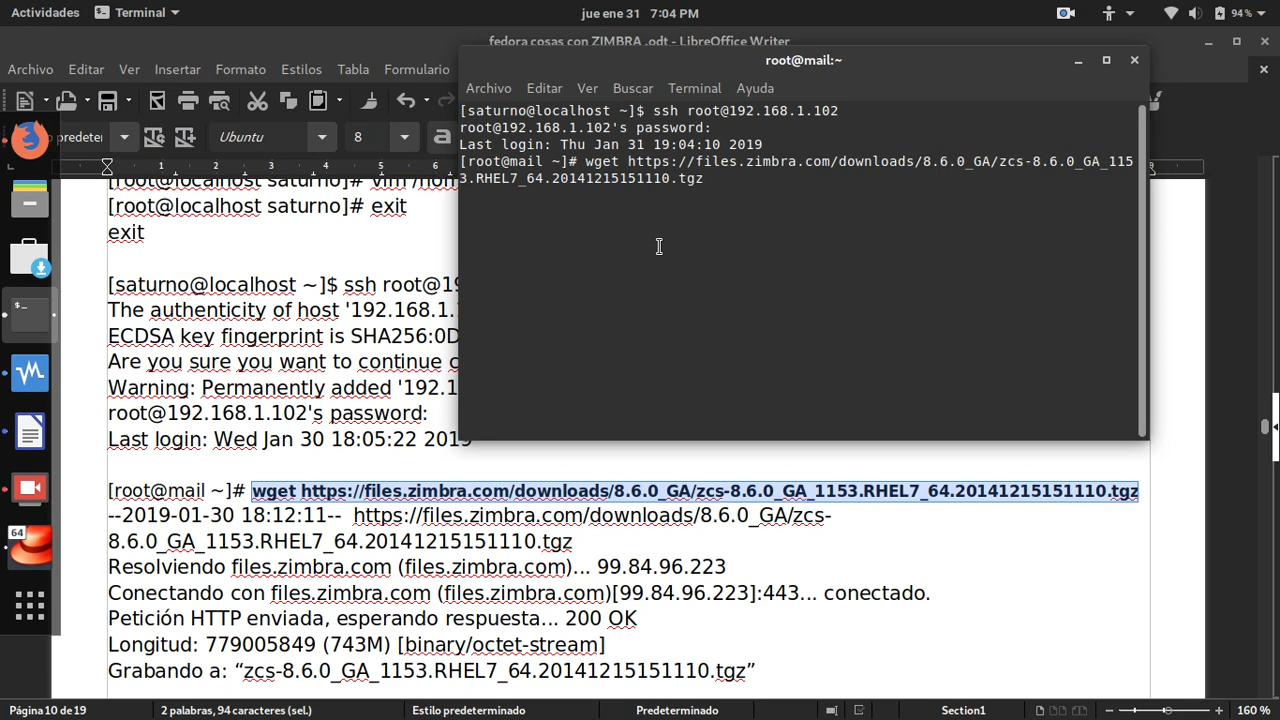 Actividades
Terminal
jue ene 31 7:04 PM
94%
fedora cosas con ZIMBRA .odt - LibreOffice Writer
Archivo Editar Ver Insertar Formato Estilos Tabla Formulario
Ubuntu
8
a
root@mail:~
Archivo Editar Ver Buscar Terminal Ayuda
[saturno@localhost ~]$ ssh root@192.168.1.102
root@192.168.1.102's password:
Last login: Thu Jan 31 19:04:10 2019
[root@mail ~]# wget https://files.zimbra.com/downloads/8.6.0_GA/zcs-8.6.0_GA_115
3.RHEL7_64.20141215151110.tgz
[root@localhost saturno]# vim
[root@localhost saturno]# exit
exit
[saturno@localhost ~]$ ssh root@19
The authenticity of host '192.168.1.
ECDSA key fingerprint is SHA256:0D
Are you sure you want to continue c
Warning: Permanently added '192.1
root@192.168.1.102's password:
Last login: Wed Jan 30 18:05:22 2019
[root@mail ~]# wget https://files.zimbra.com/downloads/8.6.0_GA/zcs-8.6.0_GA_1153.RHEL7_64.20141215151110.tgz
--2019-01-30 18:12:11-- https://files.zimbra.com/downloads/8.6.0_GA/zcs-
8.6.0_GA_1153.RHEL7_64.20141215151110.tgz
Resolviendo files.zimbra.com (files.zimbra.com)... 99.84.96.223
Conectando con files.zimbra.com (files.zimbra.com)[99.84.96.223]:443... conectado.
Petición HTTP enviada, esperando respuesta... 200 OK
Longitud: 779005849 (743M) [binary/octet-stream]
Grabando a: “zcs-8.6.0_GA_1153.RHEL7_64.20141215151110.tgz”
64
Página 10 de 19
2 palabras, 94 caracteres (sel.)
Estilo predeterminado
Predeterminado
Section1
160 %